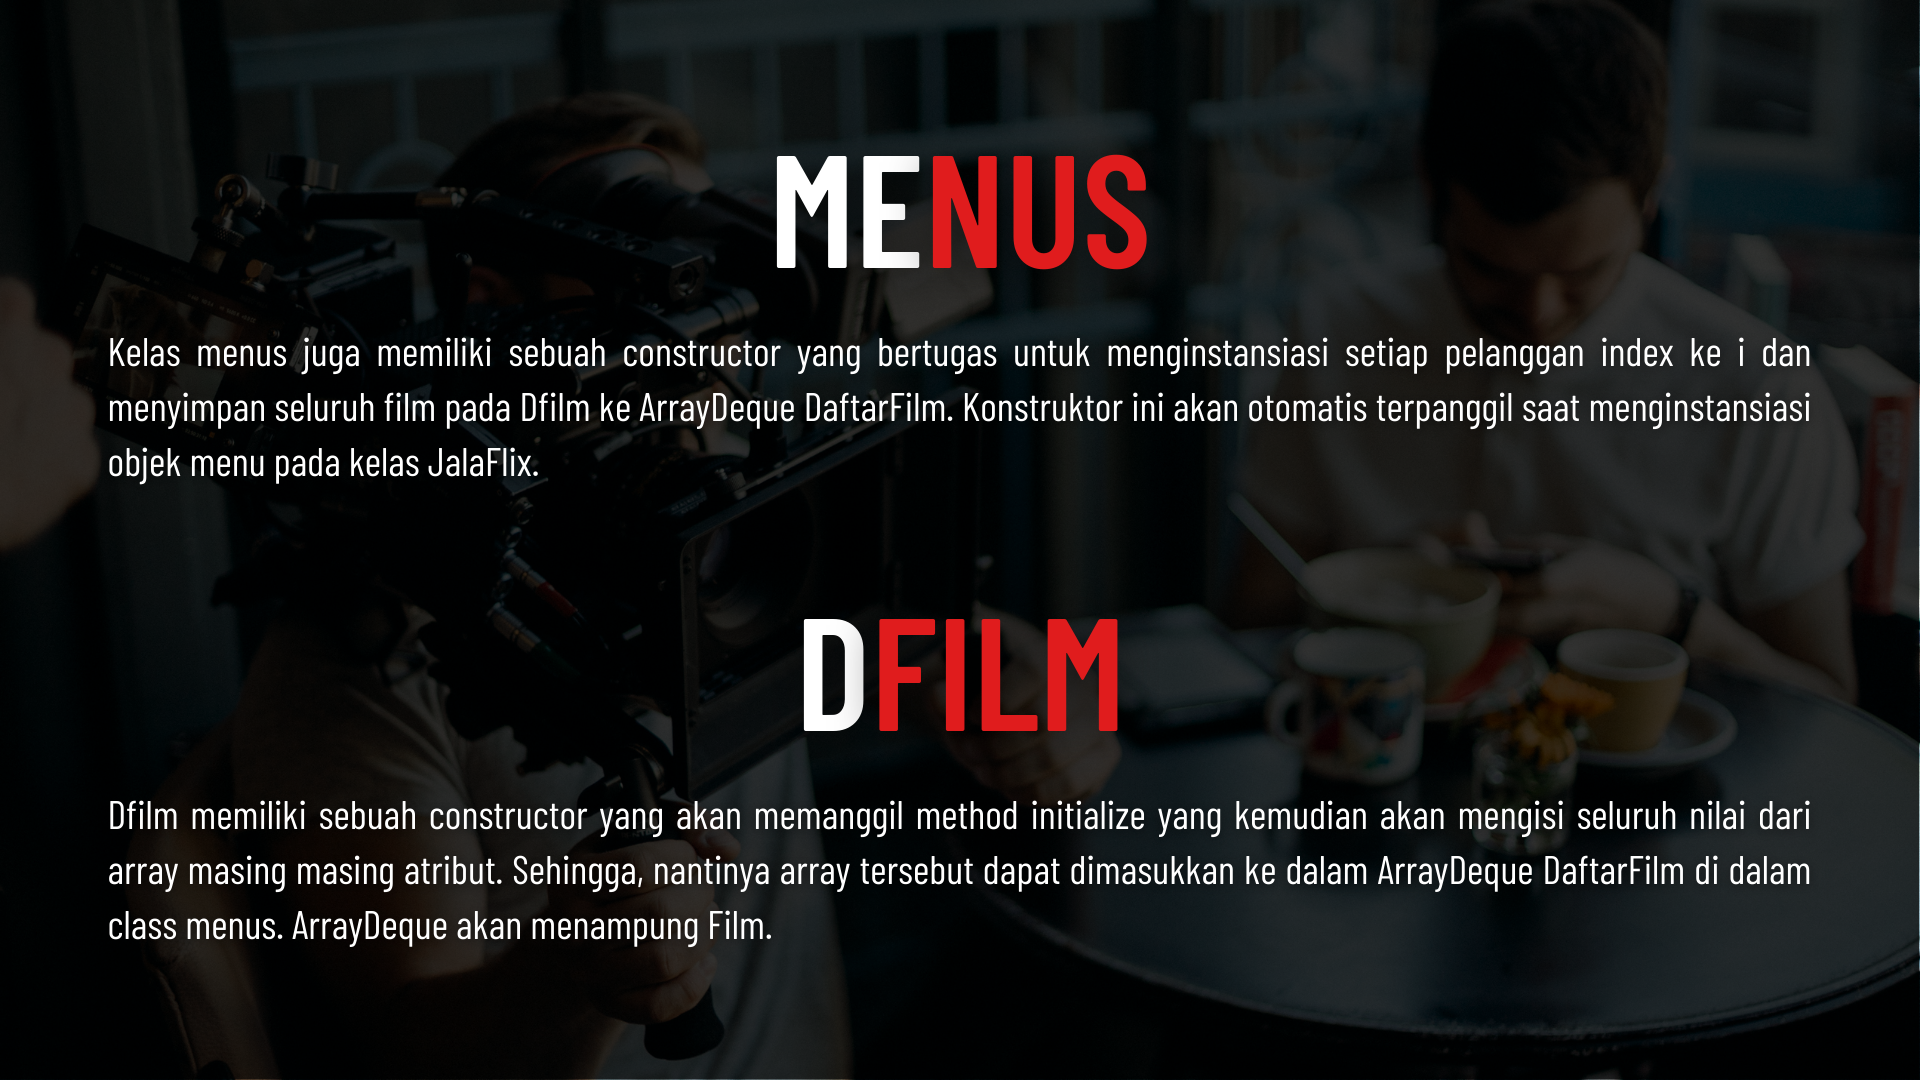 MENUS
Kelas menus juga memiliki sebuah constructor yang bertugas untuk menginstansiasi setiap pelanggan index ke i dan
menyimpan seluruh film pada Dfilm ke ArrayDeque DaftarFilm. Konstruktor ini akan otomatis terpanggil saat menginstansiasi
objek menu pada kelas JalaFlix.
DFILM
Dfilm memiliki sebuah constructor yang akan memanggil method initialize yang kemudian akan mengisi seluruh nilai dari
array masing masing atribut. Sehingga, nantinya array tersebut dapat dimasukkan ke dalam ArrayDeque DaftarFilm di dalam
class menus. ArrayDeque akan menampung Film.